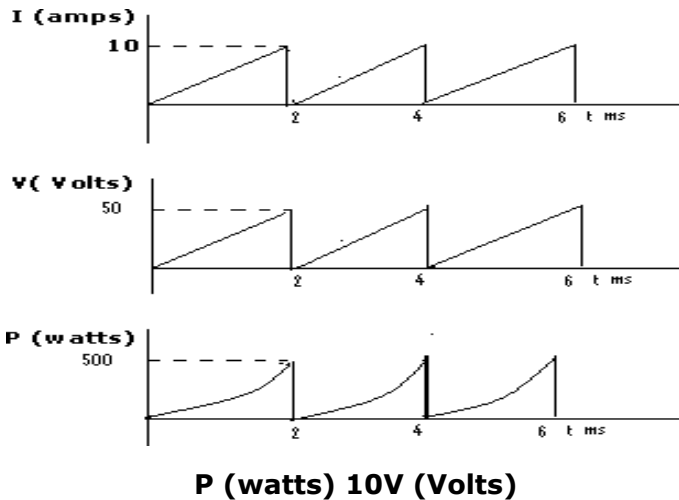 I (amps)
10
2 4 6 t ms
V( Volts)
50
2 4 6 t ms
P (watts)
500
2 4 6 t ms
P (watts) 10V (Volts)